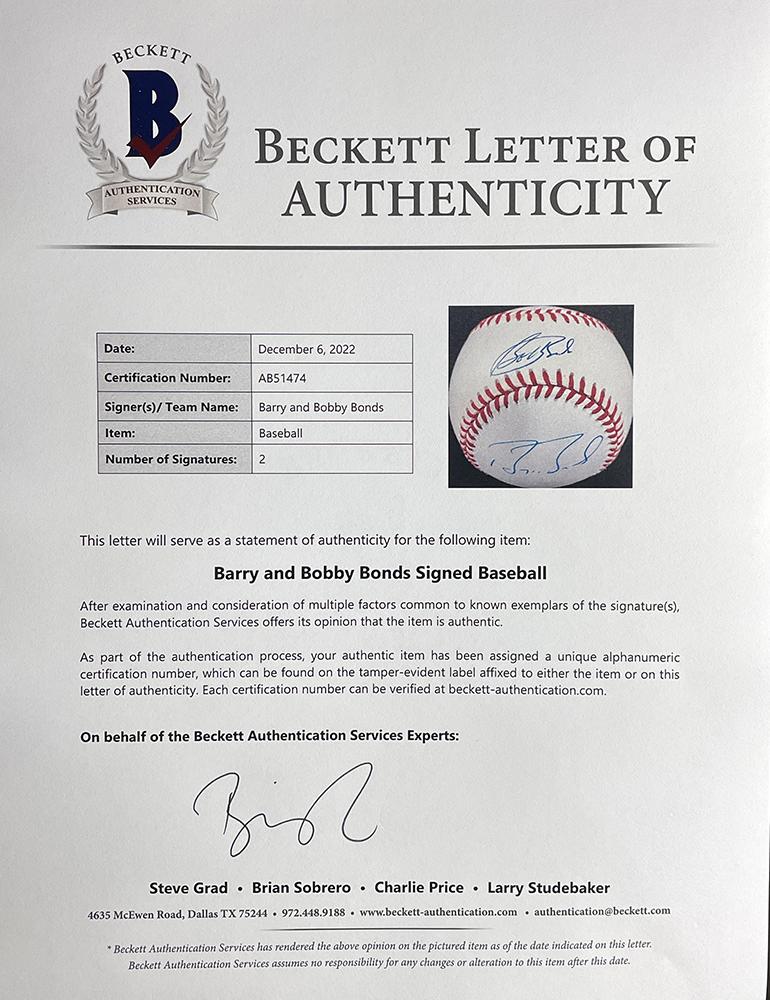 BECKETT
B
AUTHENTICATION
SERVICES
BECKETT LETTER OF
AUTHENTICITY
Date: December 6, 2022
Certification Number: AB51474
Signer(s)/ Team Name: Barry and Bobby Bonds
Item: Baseball
Number of Signatures: 2
This letter will serve as a statement of authenticity for the following item:
Barry and Bobby Bonds Signed Baseball
After examination and consideration of multiple factors common to known exemplars of the signature(s),
Beckett Authentication Services offers its opinion that the item is authentic.
As part of the authentication process, your authentic item has been assigned a unique alphanumeric
certification number, which can be found on the tamper-evident label affixed to either the item or on this
letter of authenticity. Each certification number can be verified at beckett-authentication.com.
On behalf of the Beckett Authentication Services Experts:
Steve Grad • Brian Sobrero • Charlie Price • Larry Studebaker
4635 McEwen Road, Dallas TX 75244 • 972.448.9188 • www.beckett-authentication.com • authentication@beckett.com
* Beckett Authentication Services has rendered the above opinion on the pictured item as of the date indicated on this letter.
Beckett Authentication Services assumes no responsibility for any changes or alteration to this item after this date.